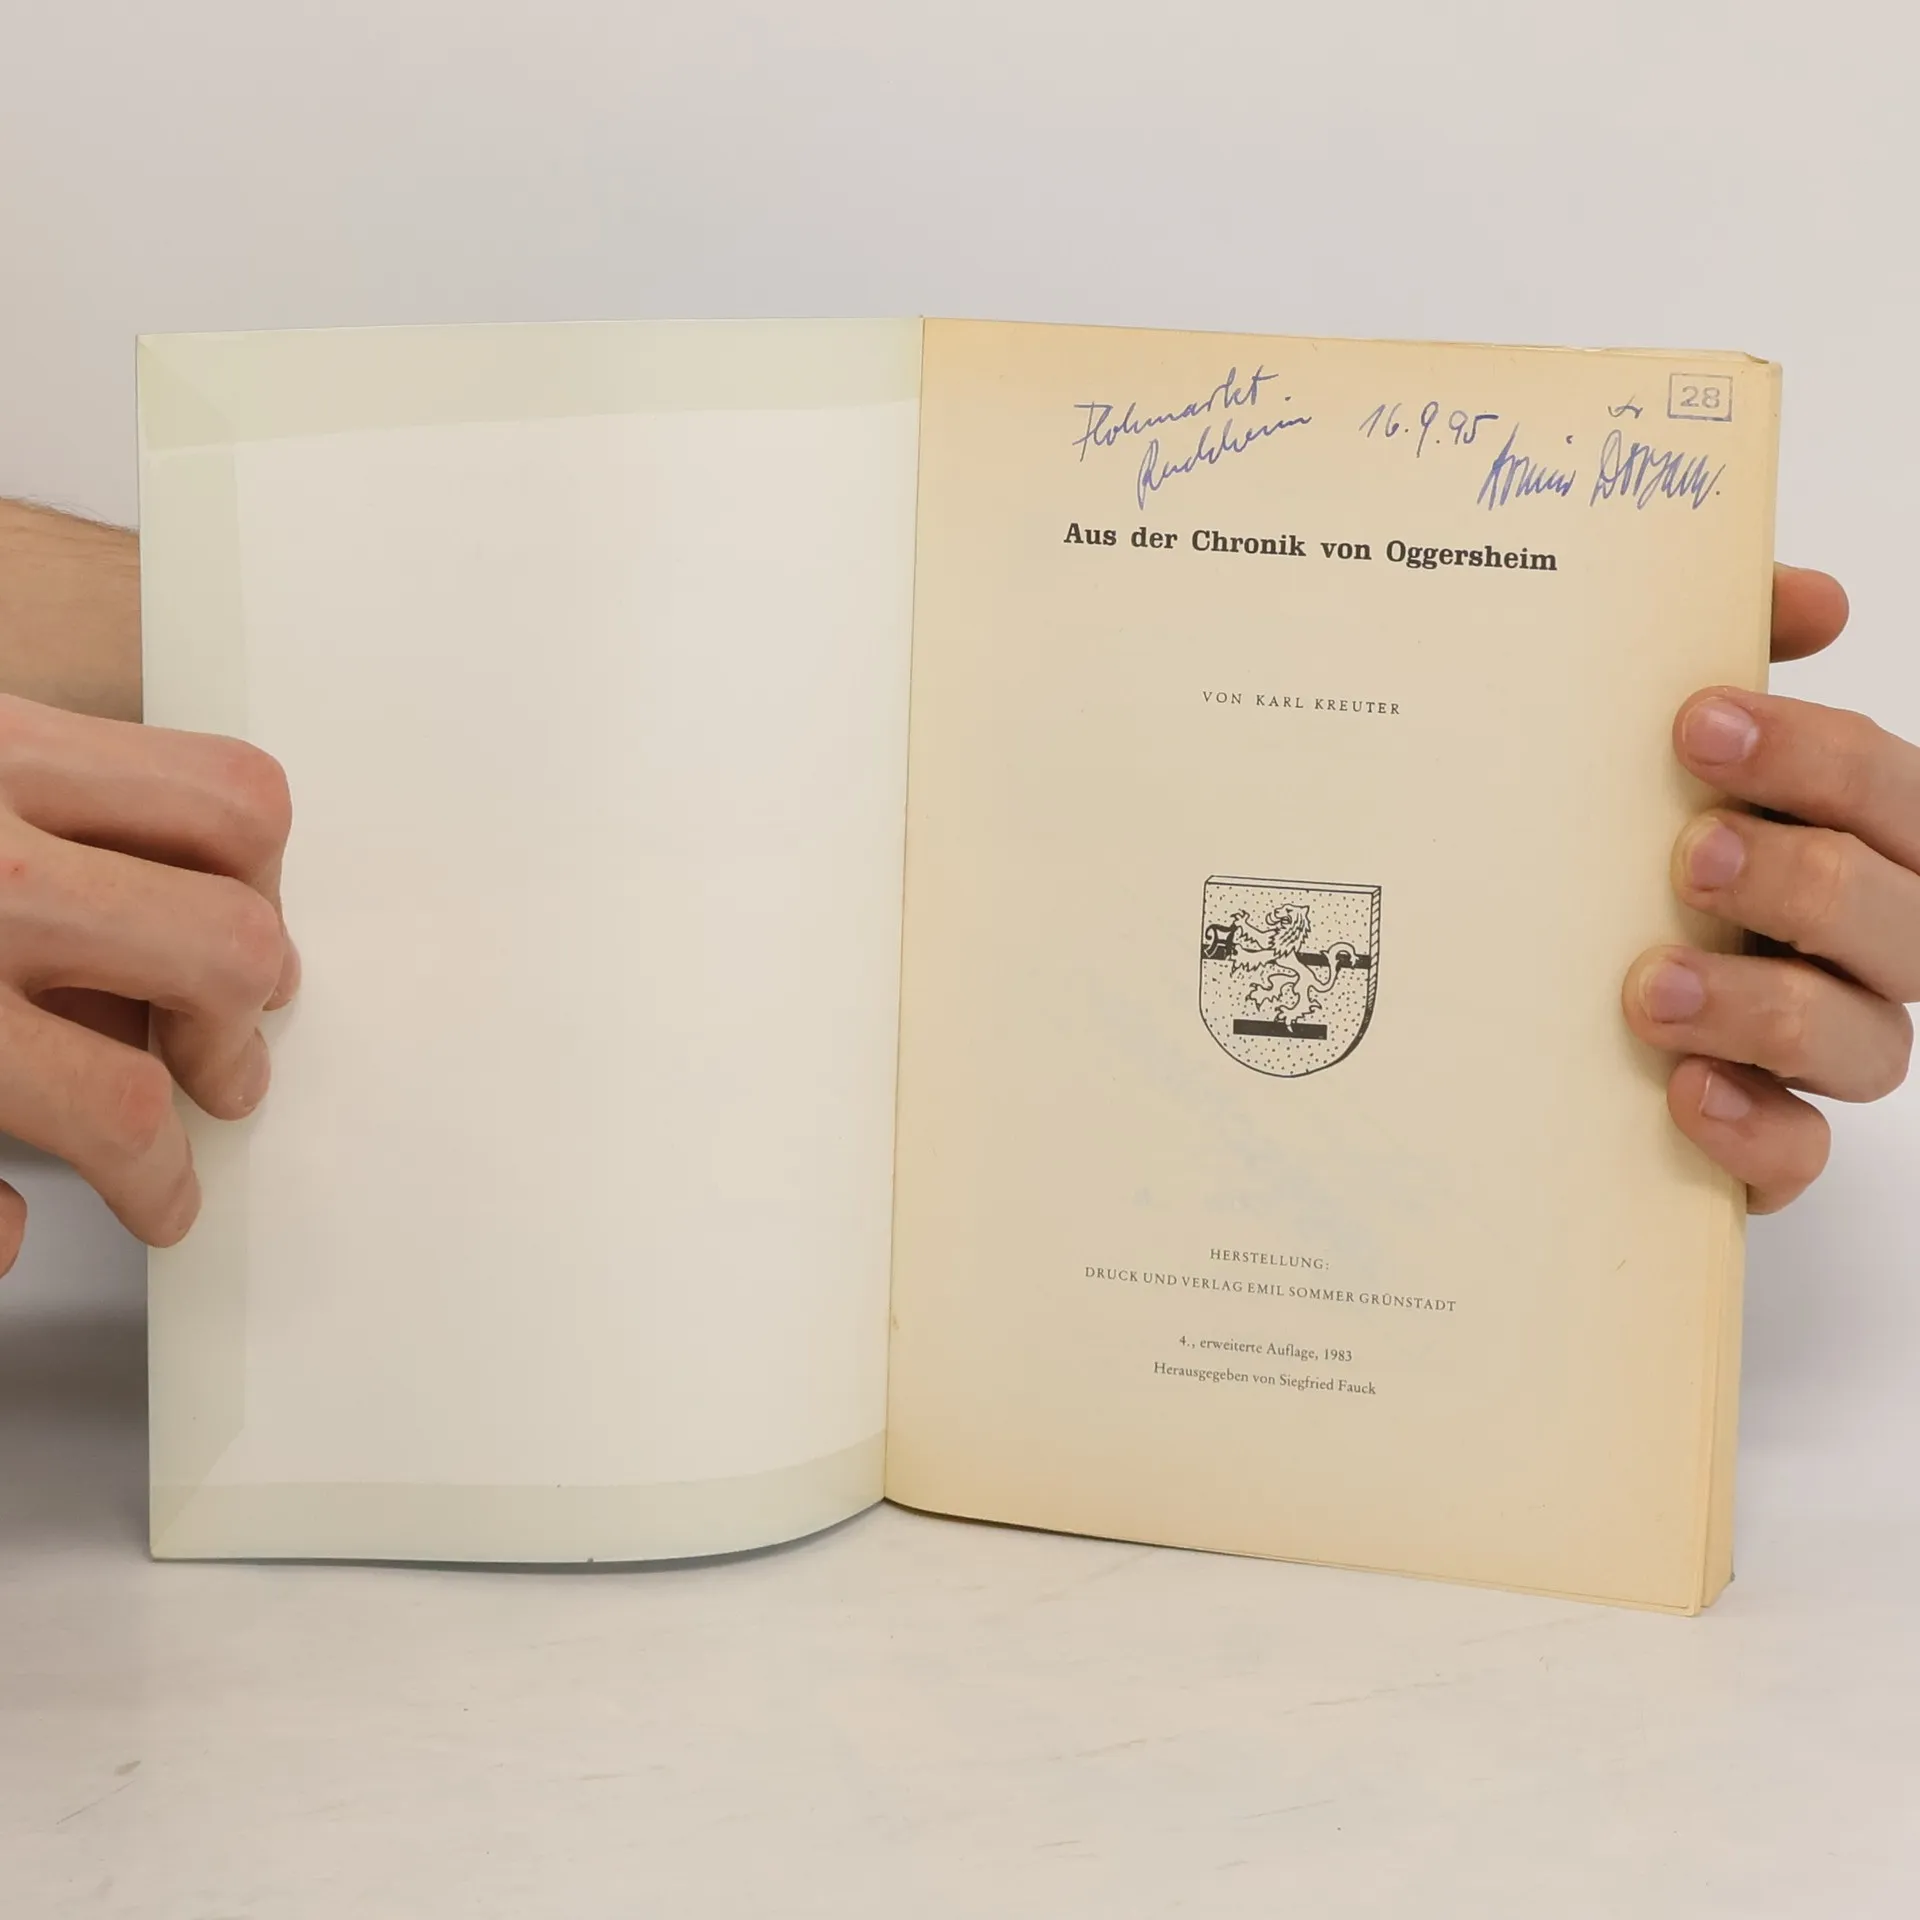 Flohmarkt.
Ruchheim
16.9.95
28
Armin
Aus der Chronik von Oggersheim
VON KARL KREUTER
HERSTELLUNG:
DRUCK UND VERLAG EMIL SOMMER GRÜNSTADT
4., erweiterte Auflage, 1983
Herausgegeben von Siegfried Fauck